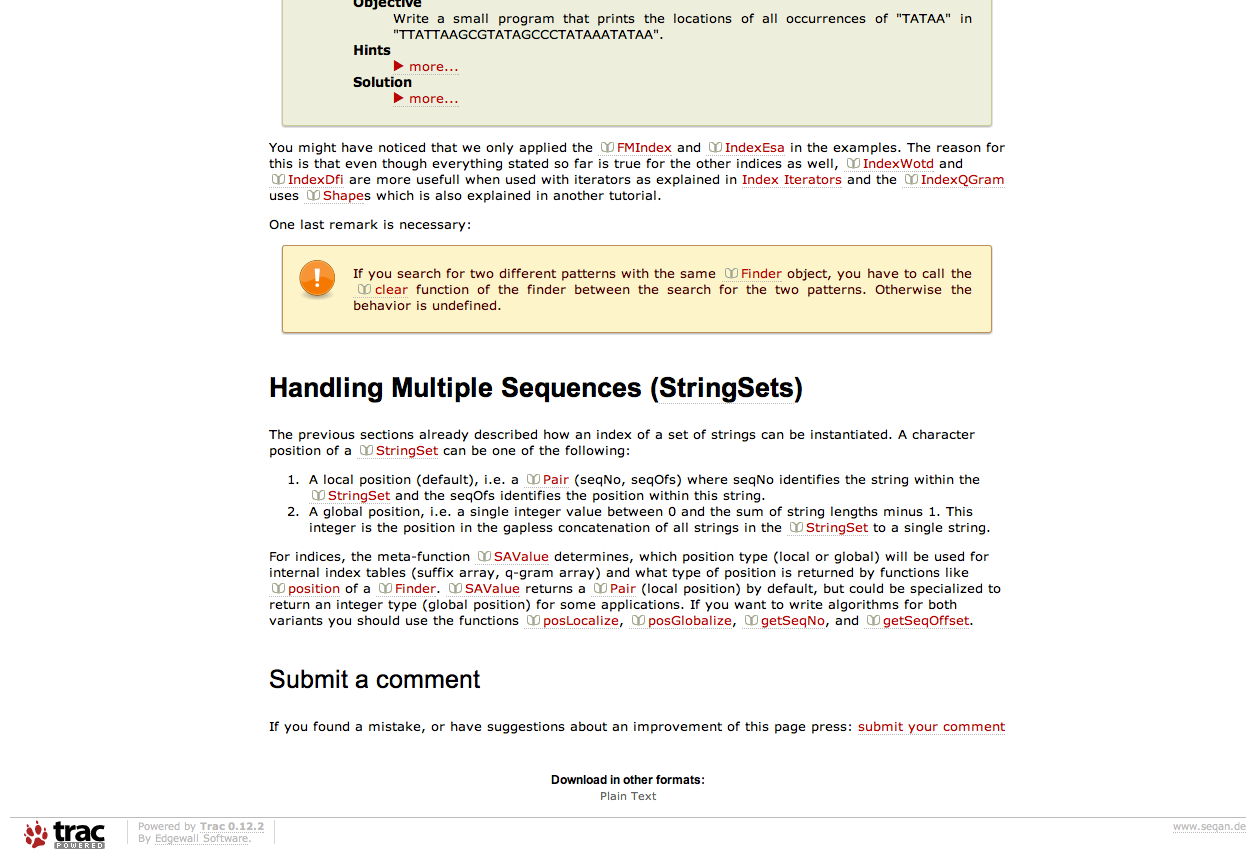 Objective
Write a small program that prints the locations of all occurrences of "TATAA" in
"TTATTAAGCGTATAGCCCTATAAATATAA".
Hints
more...
Solution
more...
You might have noticed that we only applied the FMIndex and IndexEsa in the examples. The reason for
this is that even though everything stated so far is true for the other indices as well, IndexWotd and
IndexDfi are more usefull when used with iterators as explained in Index Iterators and the IndexQGram
uses Shapes which is also explained in another tutorial.
One last remark is necessary:
If you search for two different patterns with the same Finder object, you have to call the
clear function of the finder between the search for the two patterns. Otherwise the
behavior is undefined.
Handling Multiple Sequences (StringSets)
The previous sections already described how an index of a set of strings can be instantiated. A character
position of a StringSet can be one of the following:
1. A local position (default), i.e. a Pair (seqNo, seqOfs) where seqNo identifies the string within the
StringSet and the seqOfs identifies the position within this string.
2. A global position, i.e. a single integer value between 0 and the sum of string lengths minus 1. This
integer is the position in the gapless concatenation of all strings in the StringSet to a single string.
For indices, the meta-function SAValue determines, which position type (local or global) will be used for
internal index tables (suffix array, q-gram array) and what type of position is returned by functions like
position of a Finder. SAValue returns a Pair (local position) by default, but could be specialized to
return an integer type (global position) for some applications. If you want to write algorithms for both
variants you should use the functions posLocalize, posGlobalize, getSeqNo, and getSeqOffset.
Submit a comment
If you found a mistake, or have suggestions about an improvement of this page press: submit your comment
Download in other formats:
Plain Text
trac
POWERED
Powered by Trac 0.12.2
By Edgewall Software.
www.seqan.de